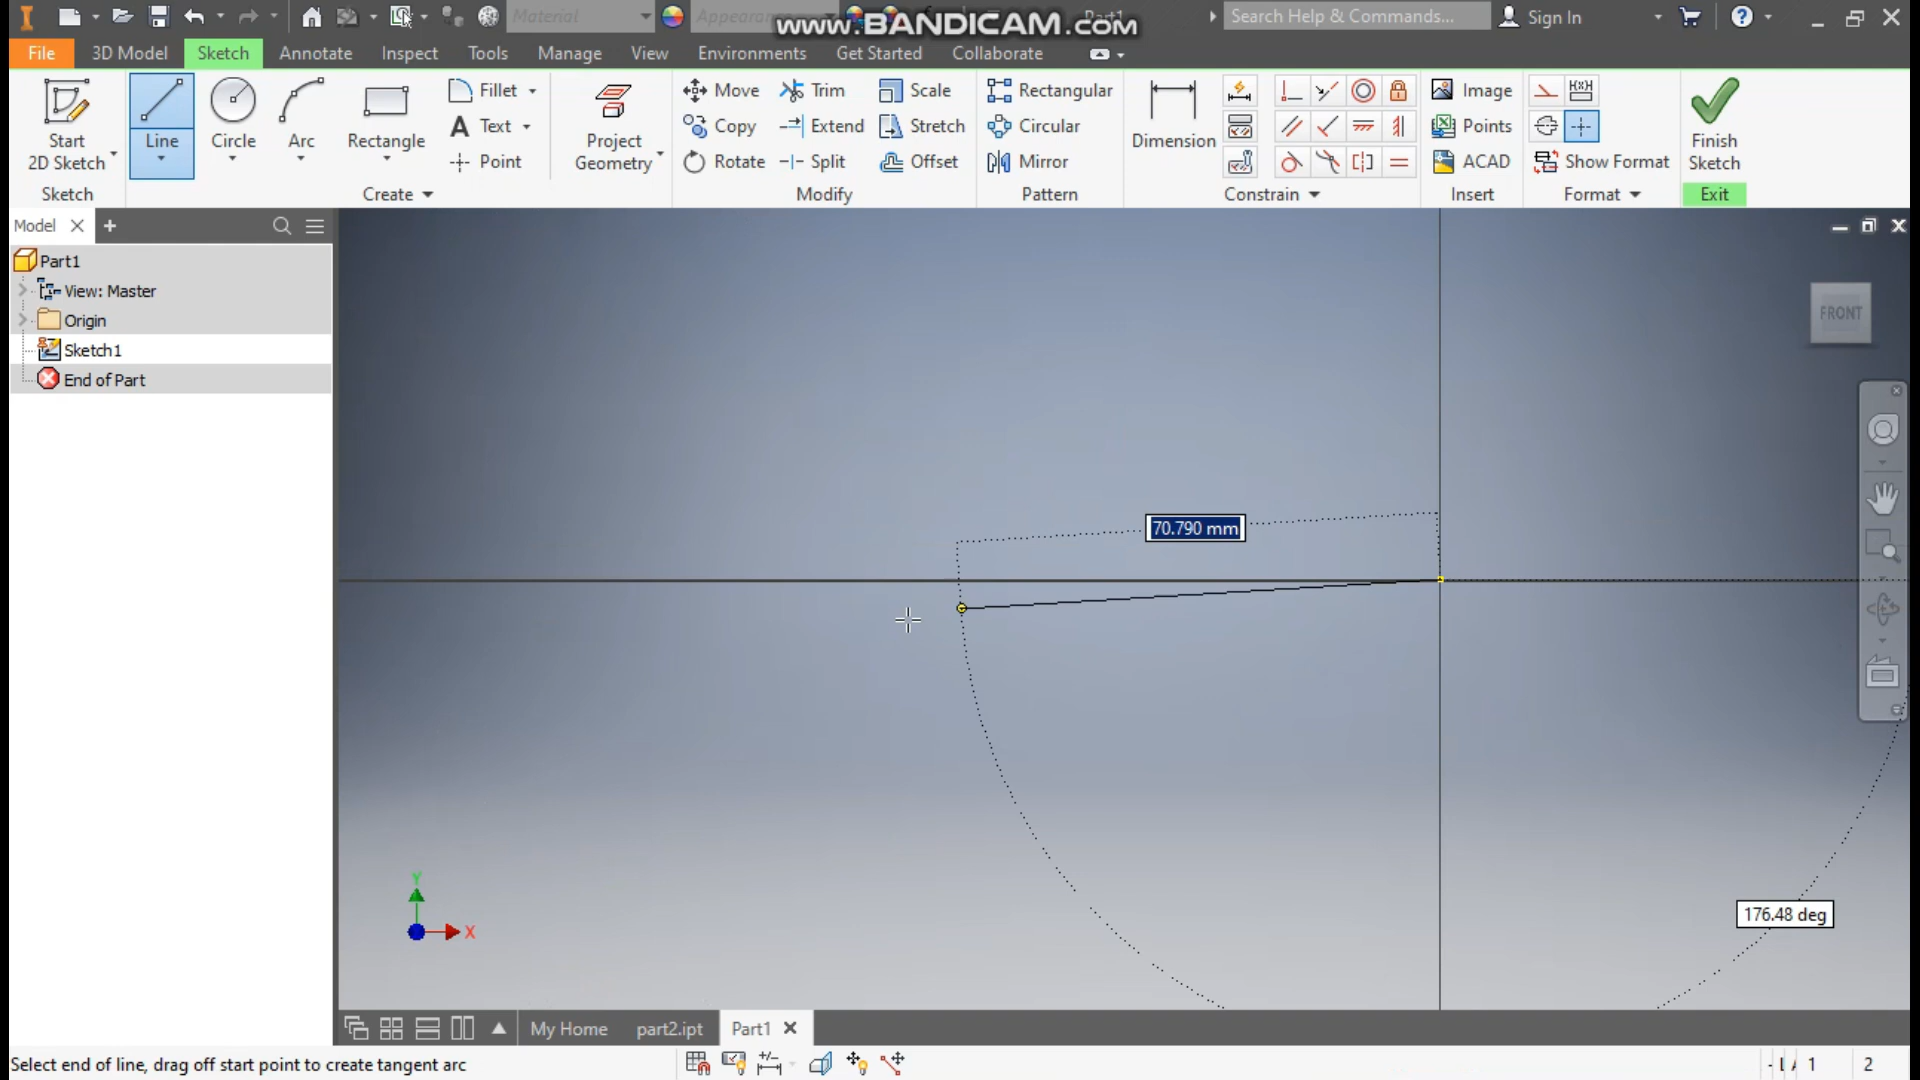 Material
Appearance
www.BANDICAM.com
Part1
Search Help & Commands...
Sign In
File
3D Model
Sketch
Annotate
Inspect
Tools
Manage
View
Environments
Get Started
Collaborate
Start
2D Sketch
Line
Circle
Arc
Rectangle
Fillet
Text
Point
Project
Geometry
Move
Trim
Scale
Copy
Extend
Stretch
Rotate
Split
Offset
Rectangular
Circular
Mirror
Dimension
Image
Points
ACAD
Show Format
Finish
Sketch
Sketch
Create
Modify
Pattern
Constrain
Insert
Format
Exit
Model
Part1
View: Master
Origin
Sketch1
End of Part
FRONT
70.790 mm
176.48 deg
Y
X
My Home
part2.ipt
Part1
Select end of line, drag off start point to create tangent arc
1
2